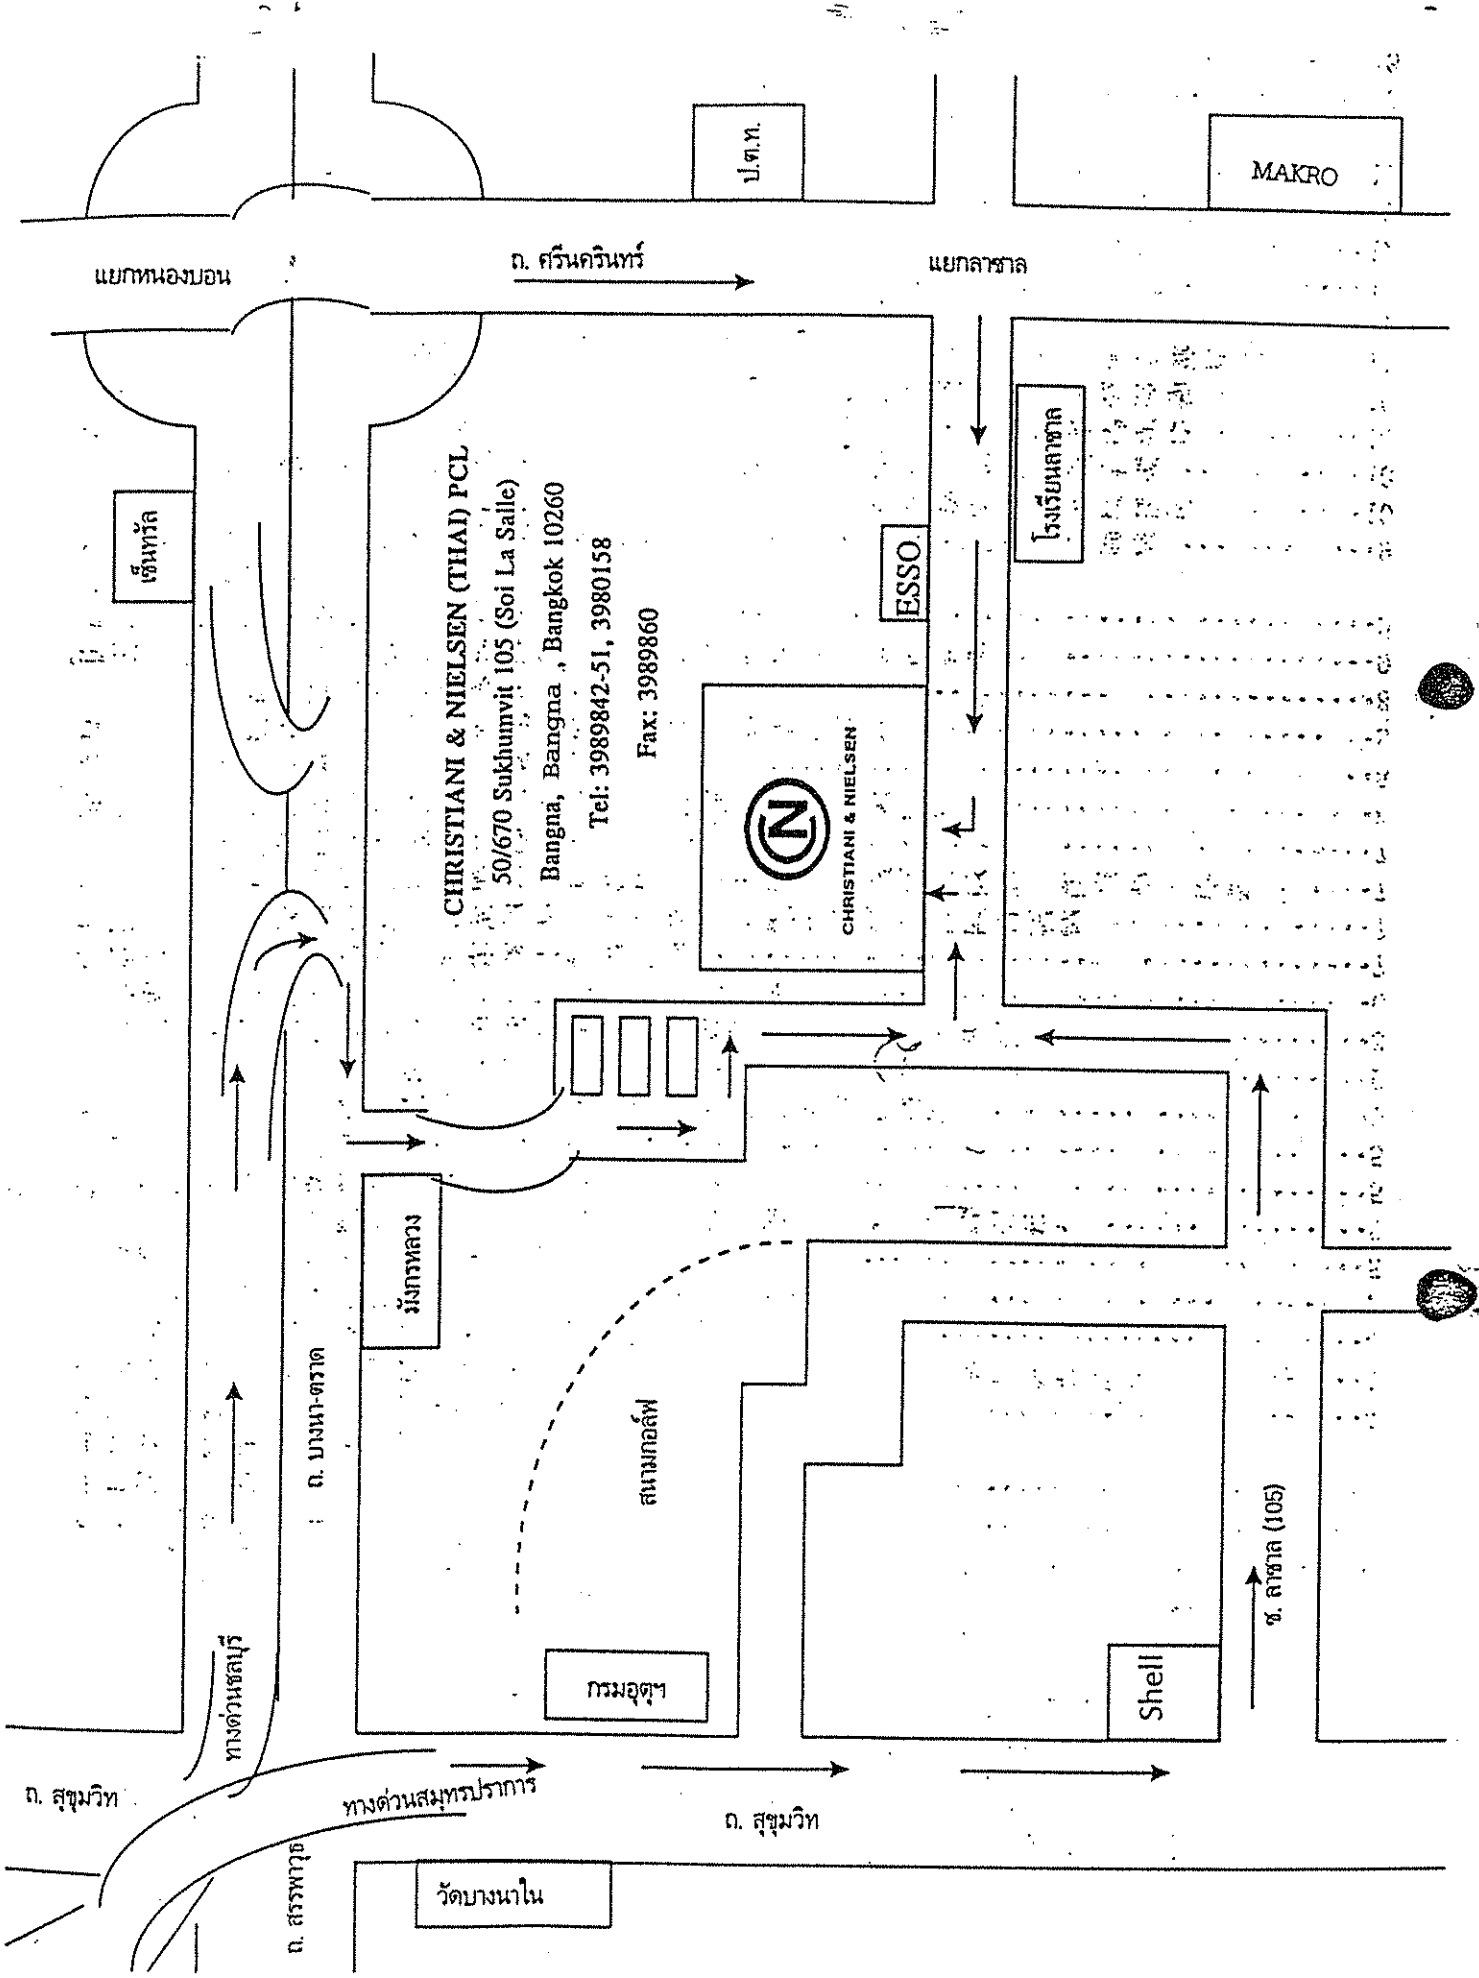 ป.ต.ท.
MAKRO
แยกหนองบอน
ถ. ศรีนครินทร์
แยกลาซาล
เซ็นทรัล
CHRISTIANI & NIELSEN (THAI) PCL
50/670 Sukhumvit 105 (Soi La Salle)
Bangna, Bangna , Bangkok 10260
Tel: 3989842-51, 3980158
Fax: 3989860
ESSO
โรงเรียนลาซาล
CN
CHRISTIANI & NIELSEN
มังกรหลวง
ถ. บางนา-ตราด
สนามกอล์ฟ
ทางด่วนชลบุรี
กรมอุตุฯ
Shell
ซ. ลาซาล (105)
ถ. สุขุมวิท
ทางด่วนสมุทรปราการ
ถ. สุขุมวิท
ถ. สรรพาวุธ
วัดบางนาใน